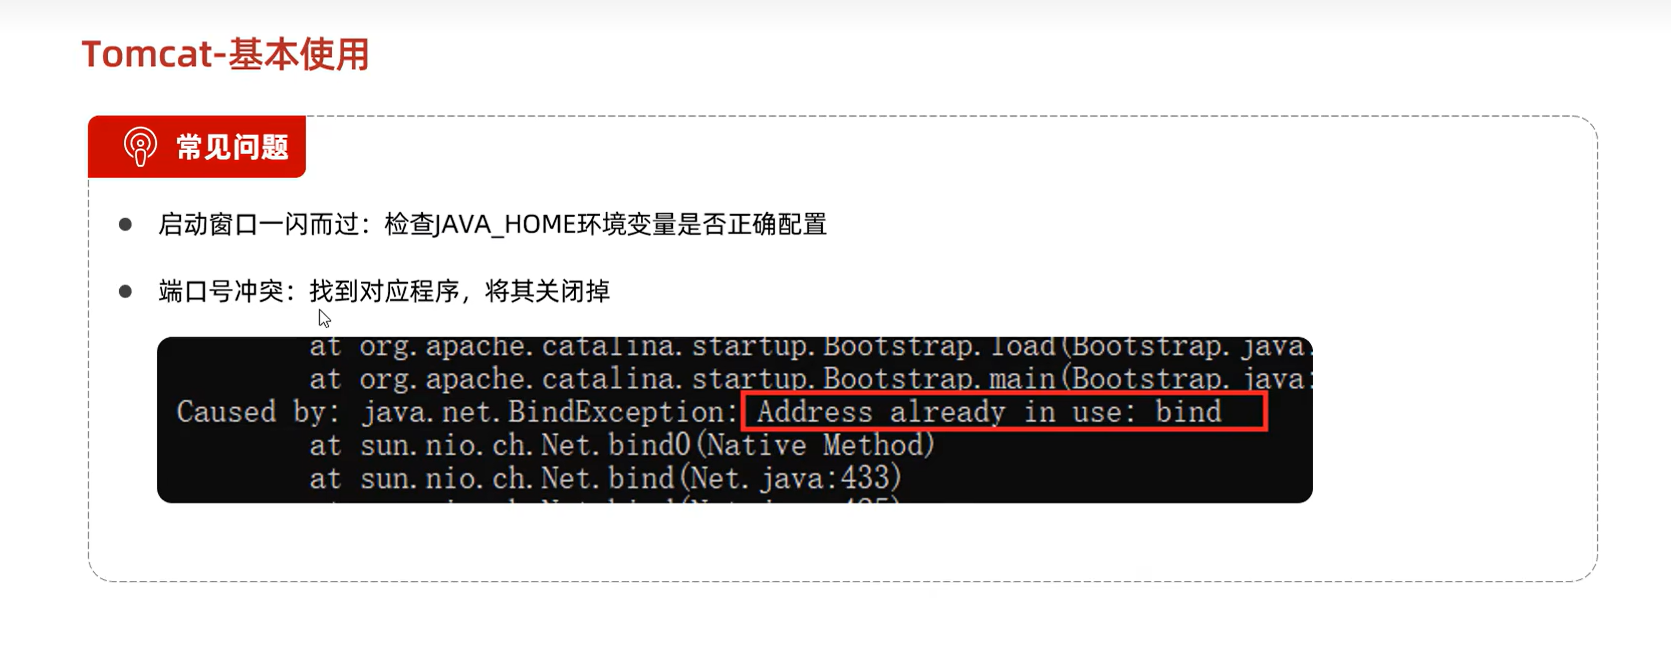 Tomcat-基本使用
常见问题
启动窗口一闪而过：检查JAVA_HOME环境变量是否正确配置
端口号冲突：找到对应程序，将其关闭掉
at org.apache.catalina.startup.Bootstrap.load(Bootstrap.java:
at org.apache.catalina.startup.Bootstrap.main(Bootstrap.java:
Caused by: java.net.BindException: Address already in use: bind
at sun.nio.ch.Net.bind0(Native Method)
at sun.nio.ch.Net.bind(Net.java:433)